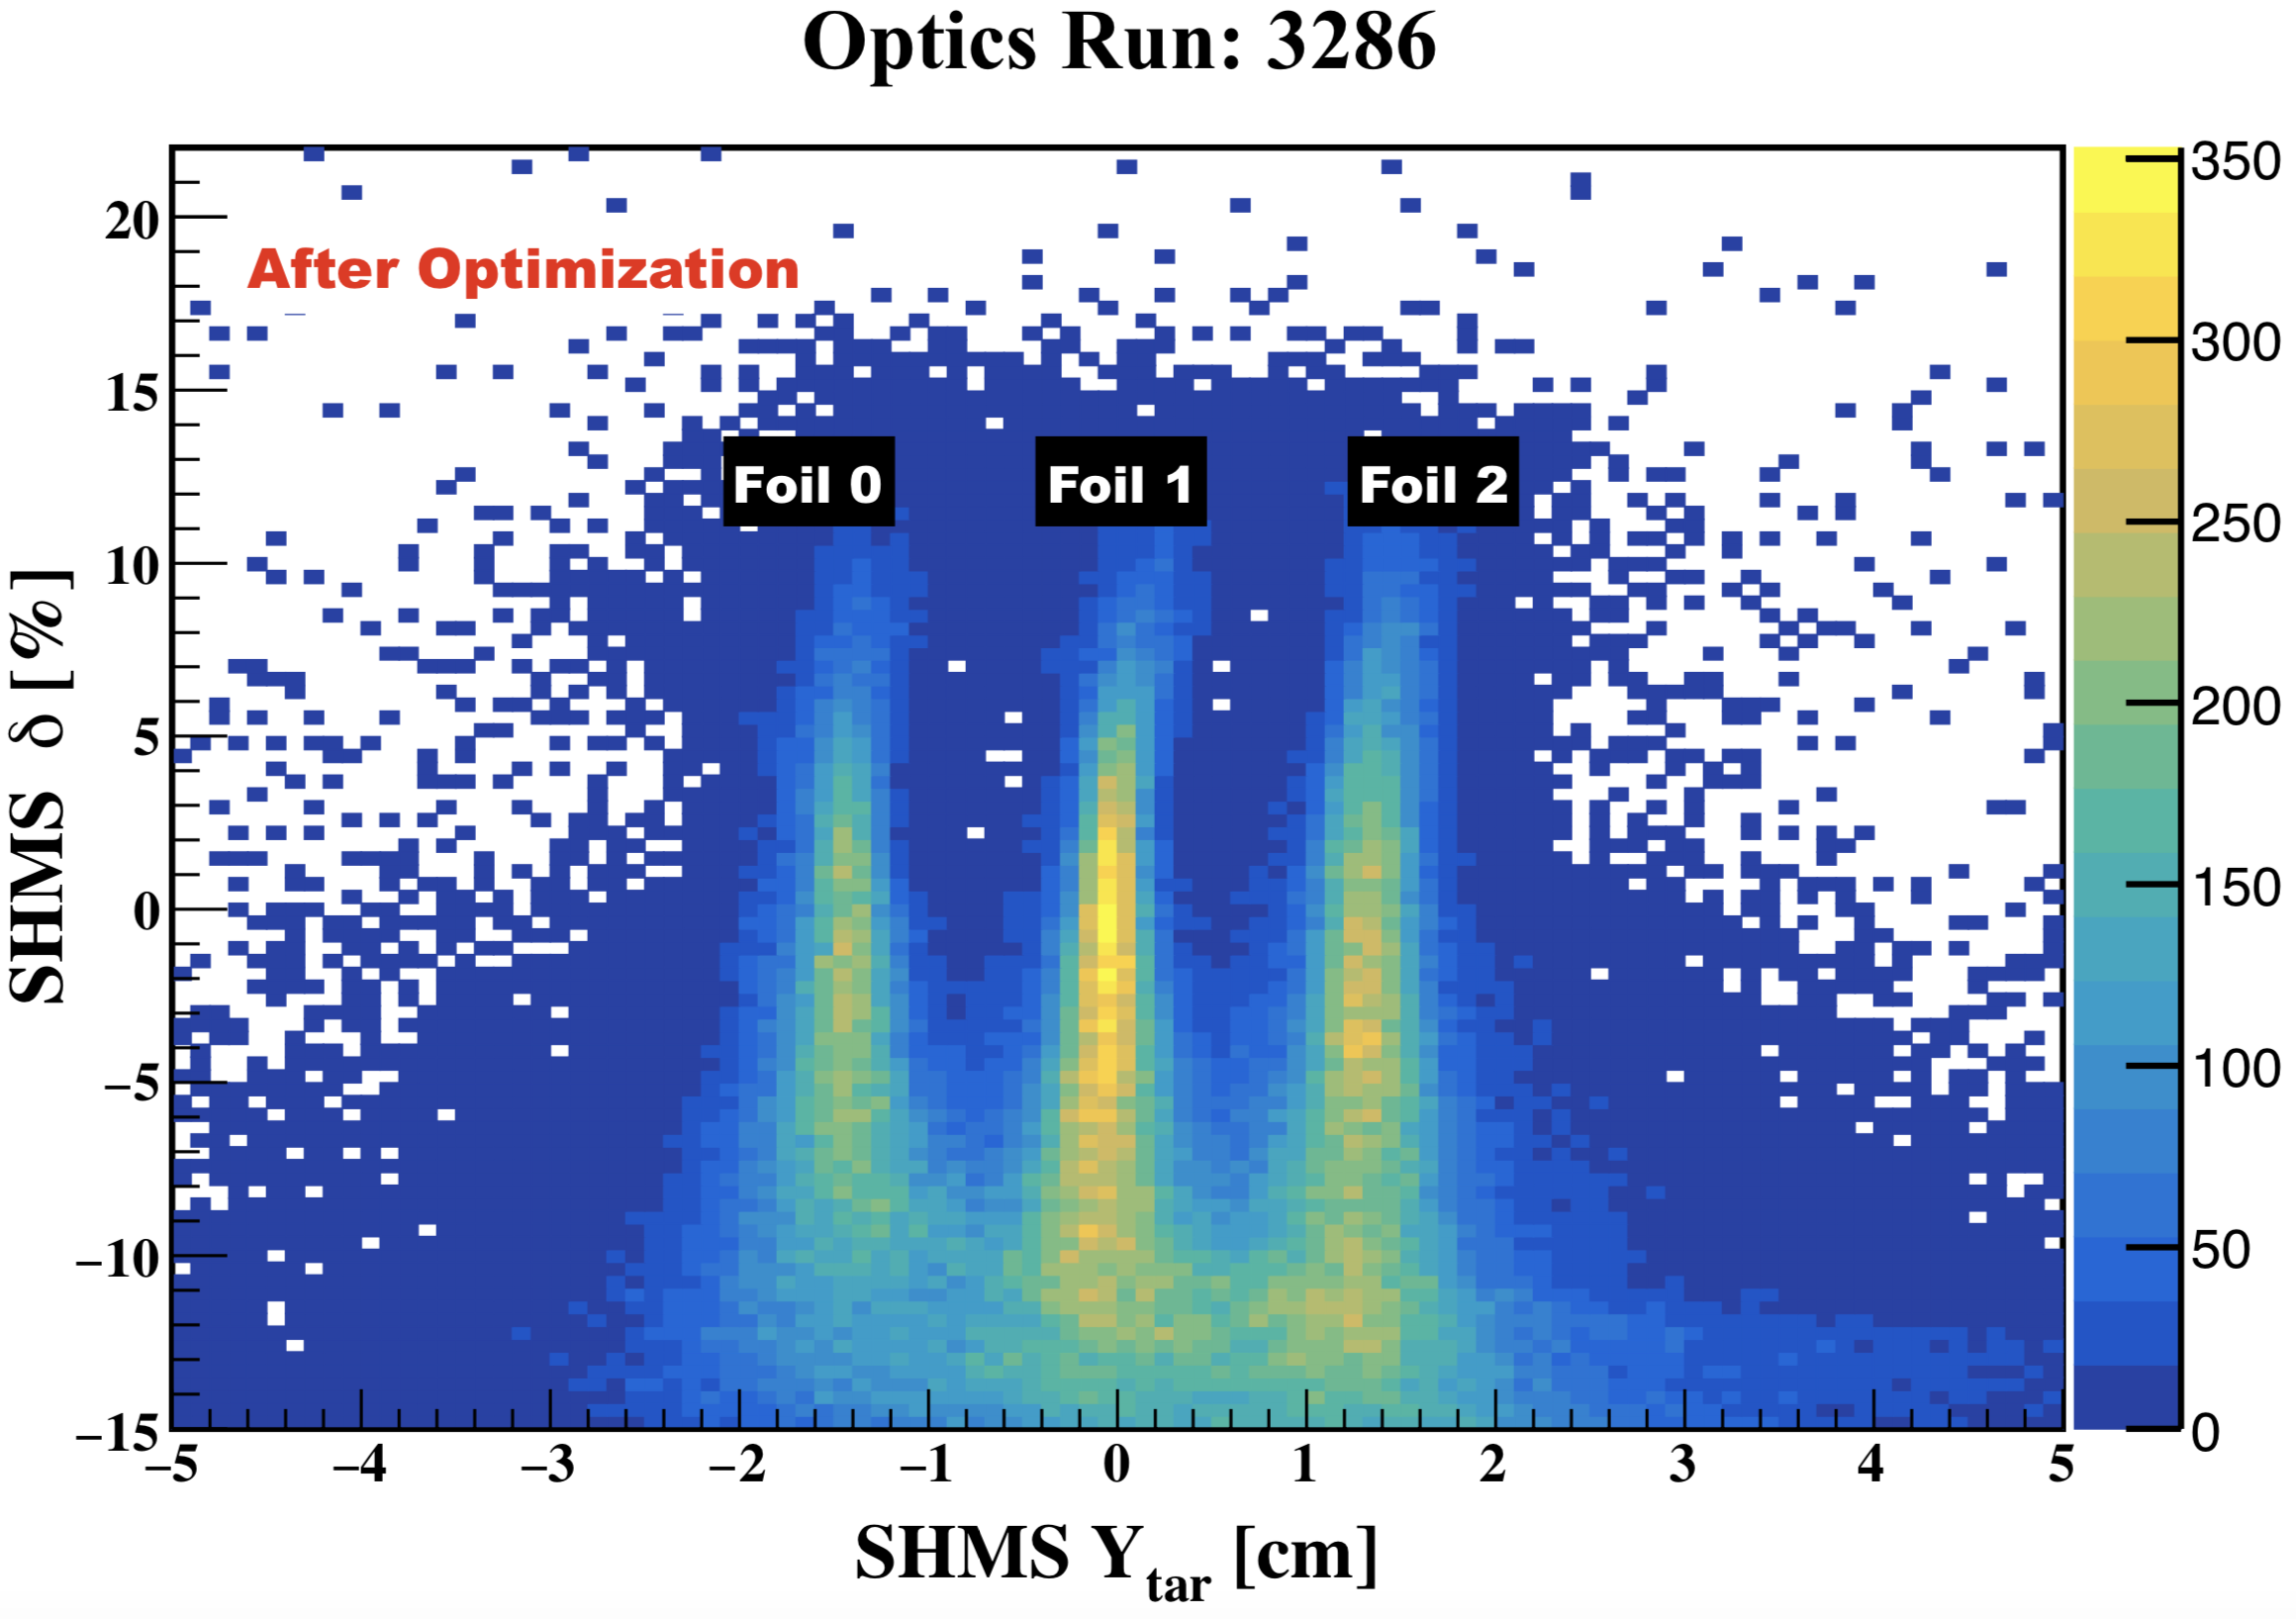 Optics Run: 3286
After Optimization
Foil 0 Foil 1 Foil 2
SHMS δ [%]
20
15
10
5
0
−5
−10
−15
−5 −4 −3 −2 −1 0 1 2 3 4 5
SHMS Ytar [cm]
350
300
250
200
150
100
50
0